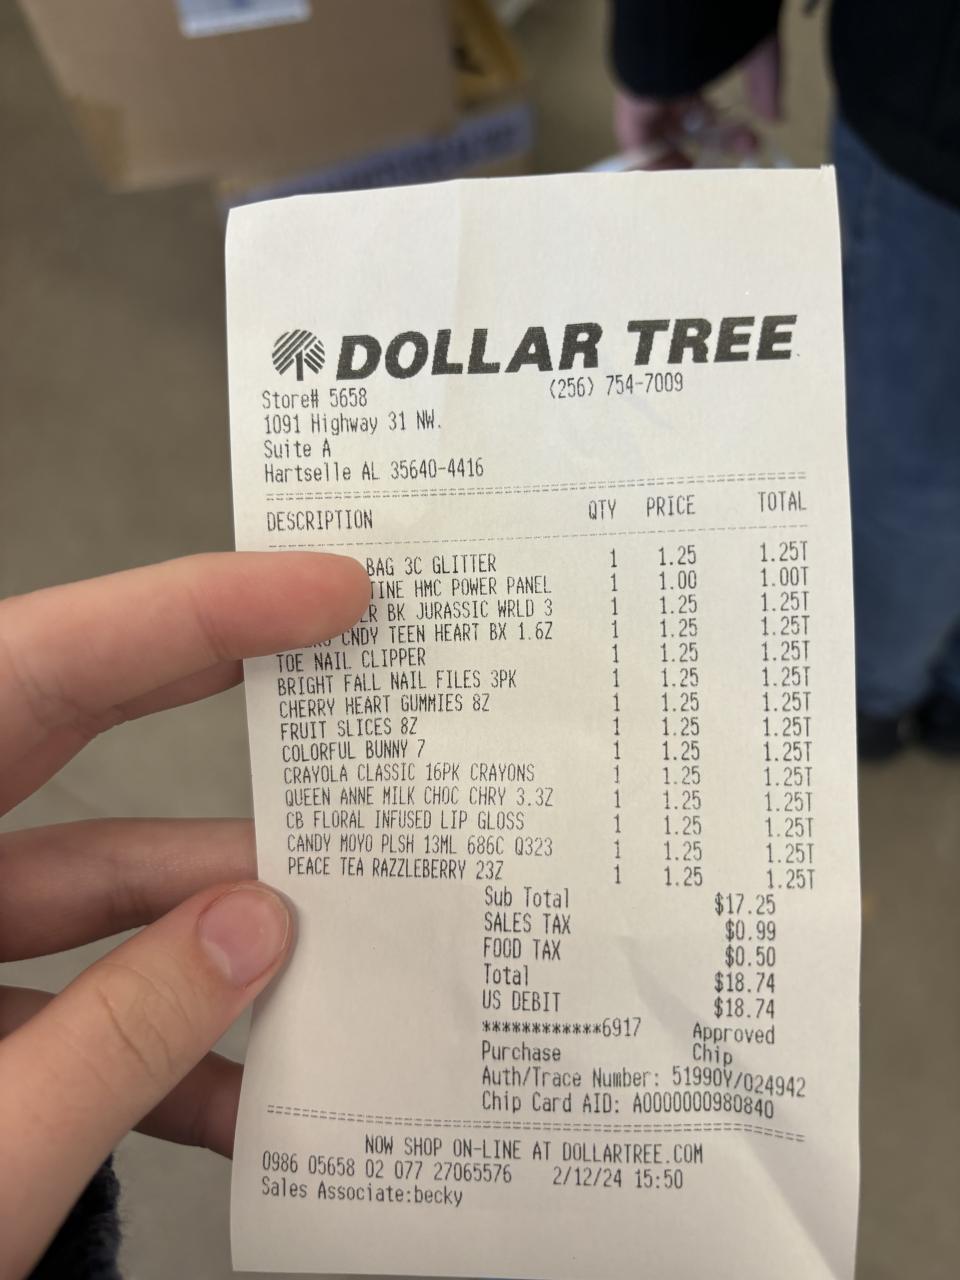 DOLLAR TREE
Store# 5658 (256) 754-7009
1091 Highway 31 NW.
Suite A
Hartselle AL 35640-4416
DESCRIPTION QTY PRICE TOTAL
BAG 3C GLITTER 1 1.25 1.25T
TINE HMC POWER PANEL 1 1.00 1.00T
R BK JURASSIC WRLD 3 1 1.25 1.25T
CNDY TEEN HEART BX 1.6Z 1 1.25 1.25T
TOE NAIL CLIPPER 1 1.25 1.25T
BRIGHT FALL NAIL FILES 3PK 1 1.25 1.25T
CHERRY HEART GUMMIES 8Z 1 1.25 1.25T
FRUIT SLICES 8Z 1 1.25 1.25T
COLORFUL BUNNY 7 1 1.25 1.25T
CRAYOLA CLASSIC 16PK CRAYONS 1 1.25 1.25T
QUEEN ANNE MILK CHOC CHRY 3.3Z 1 1.25 1.25T
CB FLORAL INFUSED LIP GLOSS 1 1.25 1.25T
CANDY MOYO PLSH 13ML 686C Q323 1 1.25 1.25T
PEACE TEA RAZZLEBERRY 23Z 1 1.25 1.25T
Sub Total $17.25
SALES TAX $0.99
FOOD TAX $0.50
Total $18.74
US DEBIT $18.74
************6917 Approved
Purchase Chip
Auth/Trace Number: 51990Y/024942
Chip Card AID: A0000000980840
NOW SHOP ON-LINE AT DOLLARTREE.COM
0986 05658 02 077 27065576 2/12/24 15:50
Sales Associate:becky